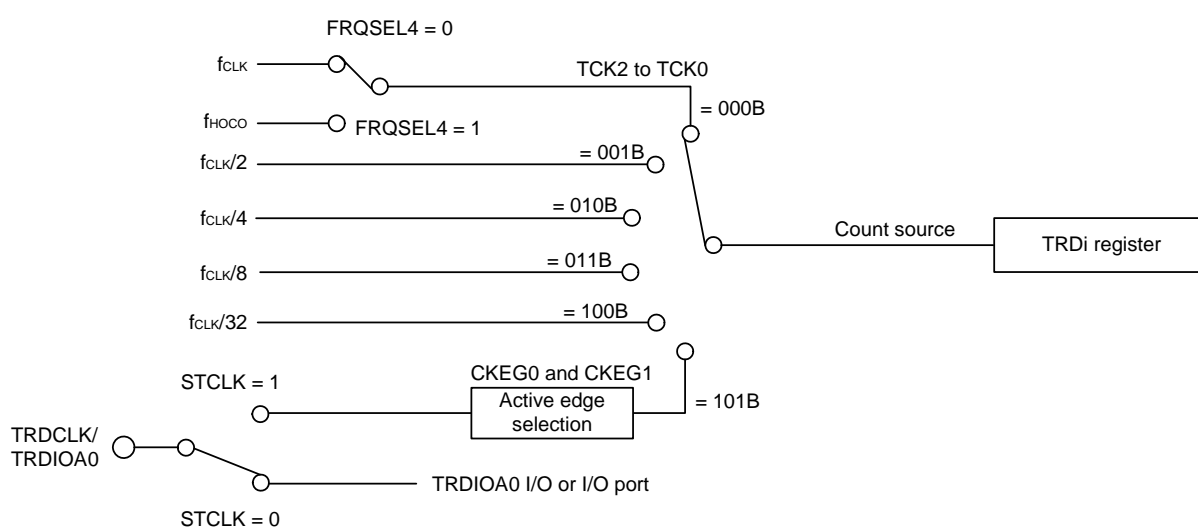 FRQSEL4 = 0
fCLK
TCK2 to TCK0
= 000B
fHOCO
FRQSEL4 = 1
fCLK/2
= 001B
fCLK/4
= 010B
Count source
TRDi register
fCLK/8
= 011B
fCLK/32
= 100B
STCLK = 1
CKEG0 and CKEG1
Active edge
selection
= 101B
TRDCLK/
TRDIOA0
TRDIOA0 I/O or I/O port
STCLK = 0